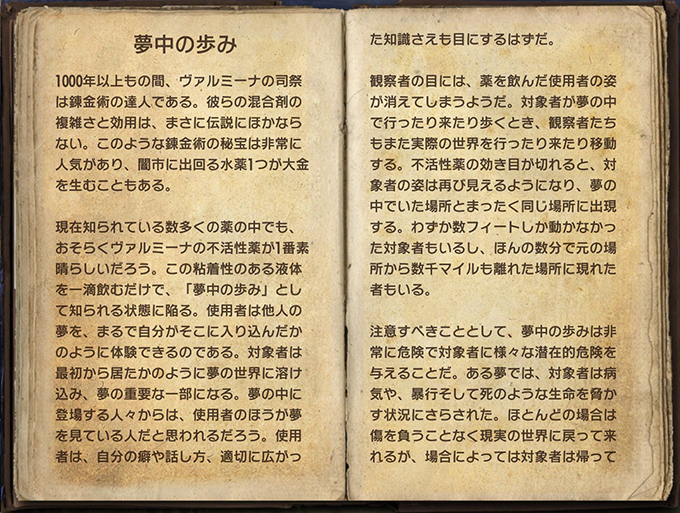 夢中の歩み
1000年以上もの間、ヴァルミーナの司祭
は錬金術の達人である。彼らの混合剤の
複雑さと効用は、まさに伝説にほかなら
ない。このような錬金術の秘宝は非常に
人気があり、闇市に出回る水薬1つが大金
を生むこともある。
現在知られている数多くの薬の中でも、
おそらくヴァルミーナの不活性薬が1番素
晴らしいだろう。この粘着性のある液体
を一滴飲むだけで、「夢中の歩み」とし
て知られる状態に陥る。使用者は他人の
夢を、まるで自分がそこに入り込んだか
のように体験できるのである。対象者は
最初から居たかのように夢の世界に溶け
込み、夢の重要な一部になる。夢の中に
登場する人々からは、使用者のほうが夢
を見ている人だと思われるだろう。使用
者は、自分の癖や話し方、適切に広がっ
た知識さえも目にするはずだ。
観察者の目には、薬を飲んだ使用者の姿
が消えてしまうようだ。対象者が夢の中
で行ったり来たり歩くとき、観察者たち
もまた実際の世界を行ったり来たり移動
する。不活性薬の効き目が切れると、対
象者の姿は再び見えるようになり、夢の
中でいた場所とまったく同じ場所に出現
する。わずか数フィートしか動かなかっ
た対象者もいるし、ほんの数分で元の場
所から数千マイルも離れた場所に現れた
者もいる。
注意すべきこととして、夢中の歩みは非
常に危険で対象者に様々な潜在的危険を
与えることだ。ある夢では、対象者は病
気や、暴行そして死のような生命を脅か
す状況にさらされた。ほとんどの場合は
傷を負うことなく現実の世界に戻って来
れるが、場合によっては対象者は帰って